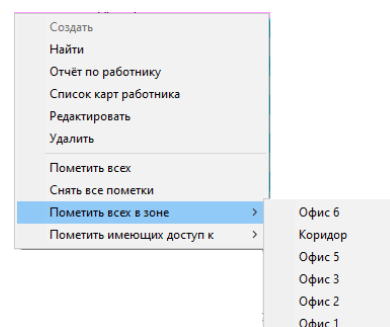 Создать
Найти
Отчёт по работнику
Список карт работника
Редактировать
Удалить
Пометить всех
Снять все пометки
Пометить всех в зоне
Пометить имеющих доступ к
Офис 6
Коридор
Офис 5
Офис 3
Офис 2
Офис 1